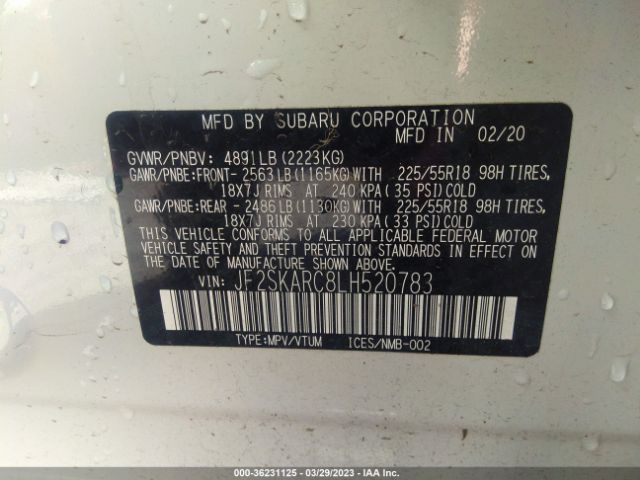 MFD BY SUBARU CORPORATION
MFD IN 02/20
GVWR/PNBV: 4891LB(2223KG)
GAWR/PNBE:FRONT- 2563LB(1165KG)WITH 225/55R18 98H TIRES,
18X7J RIMS AT 240 KPA(35 PSI)COLD
GAWR/PNBE:REAR - 2486LB(1130KG)WITH 225/55R18 98H TIRES,
18X7J RIMS AT 230 KPA(33 PSI)COLD
THIS VEHICLE CONFORMS TO ALL APPLICABLE FEDERAL MOTOR
VEHICLE SAFETY AND THEFT PREVENTION STANDARDS
IN EFFECT ON THE DATE OF MANUFACTURE SHOWN ABOVE.
VIN: JF2SKARC8LH520783
TYPE:MPV/VTUM ICES/NMB-002
000-36231125 - 03/29/2023 - IAA Inc.